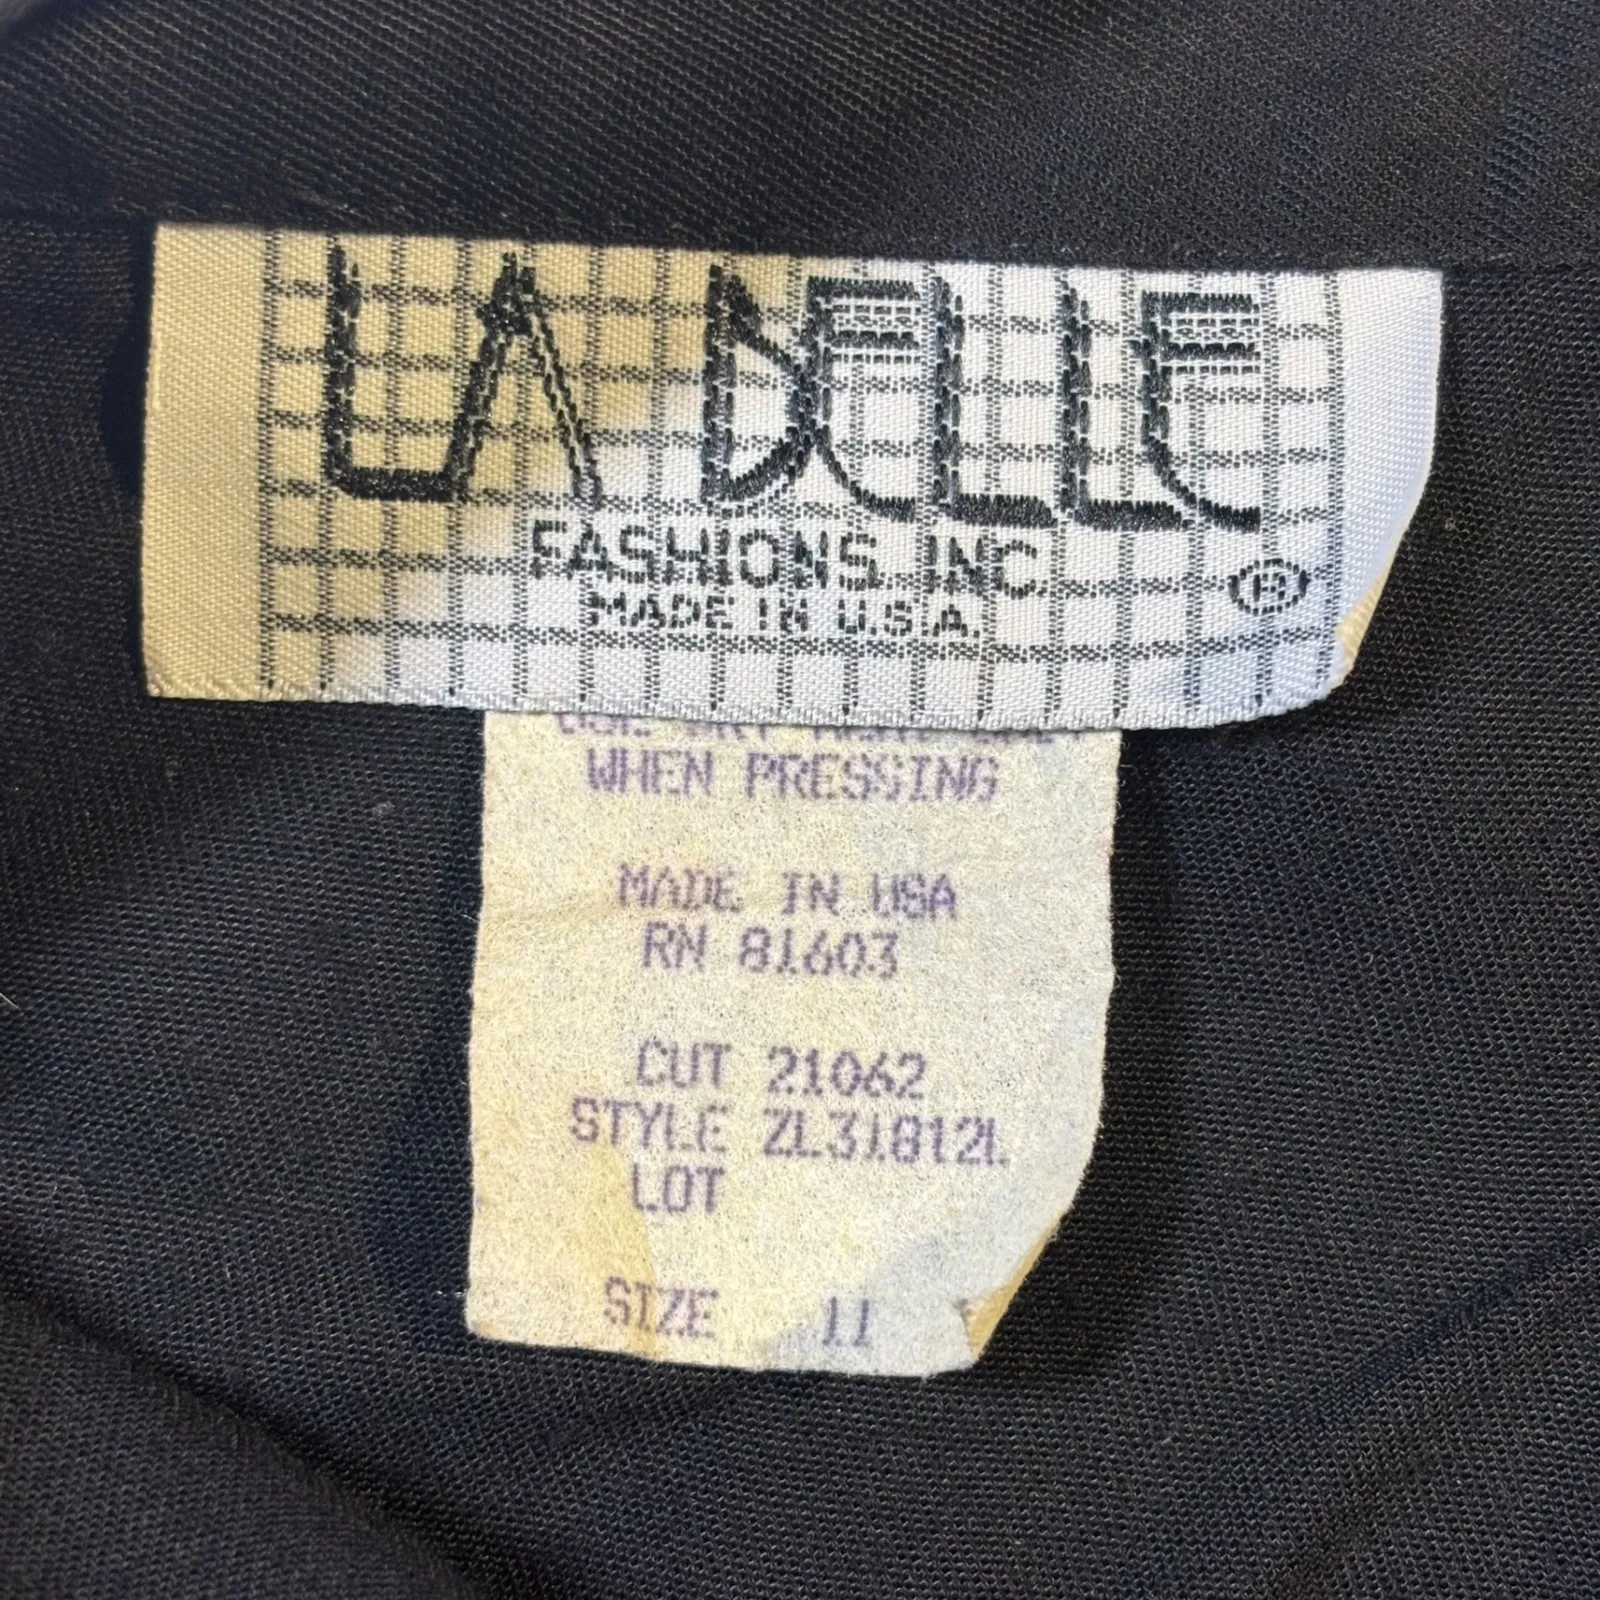 LA BELLE
FASHIONS, INC.
MADE IN U.S.A.
®
WHEN PRESSING
MADE IN USA
RN 81603
CUT 21062
STYLE ZL31812L
LOT
SIZE 11